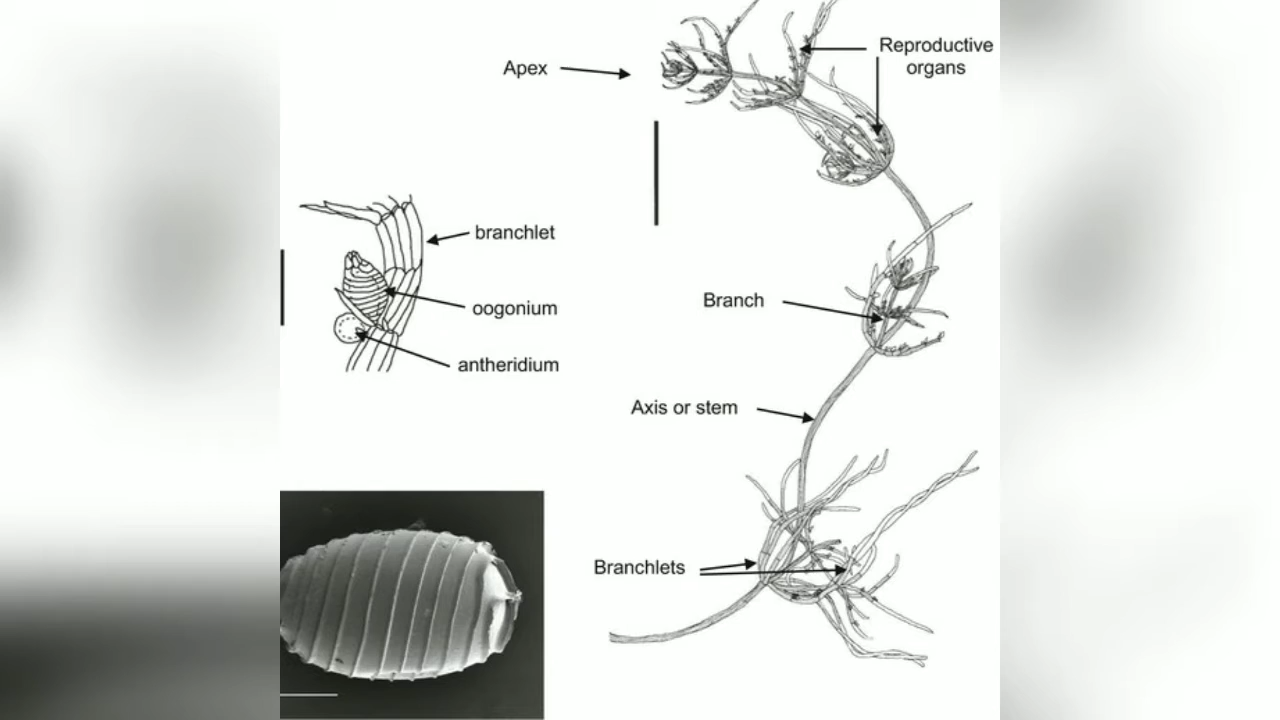 Apex
Reproductive
organs
branchlet
oogonium
antheridium
Branch
Axis or stem
Branchlets